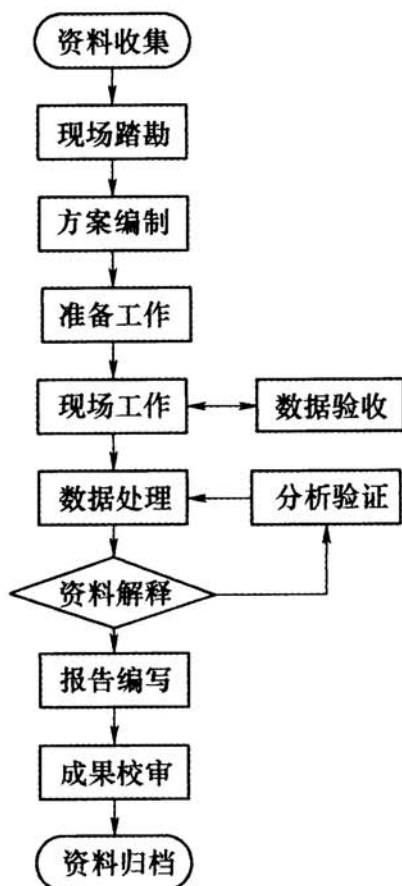 资料收集
现场踏勘
方案编制
准备工作
现场工作
数据验收
数据处理
分析验证
资料解释
报告编写
成果校审
资料归档